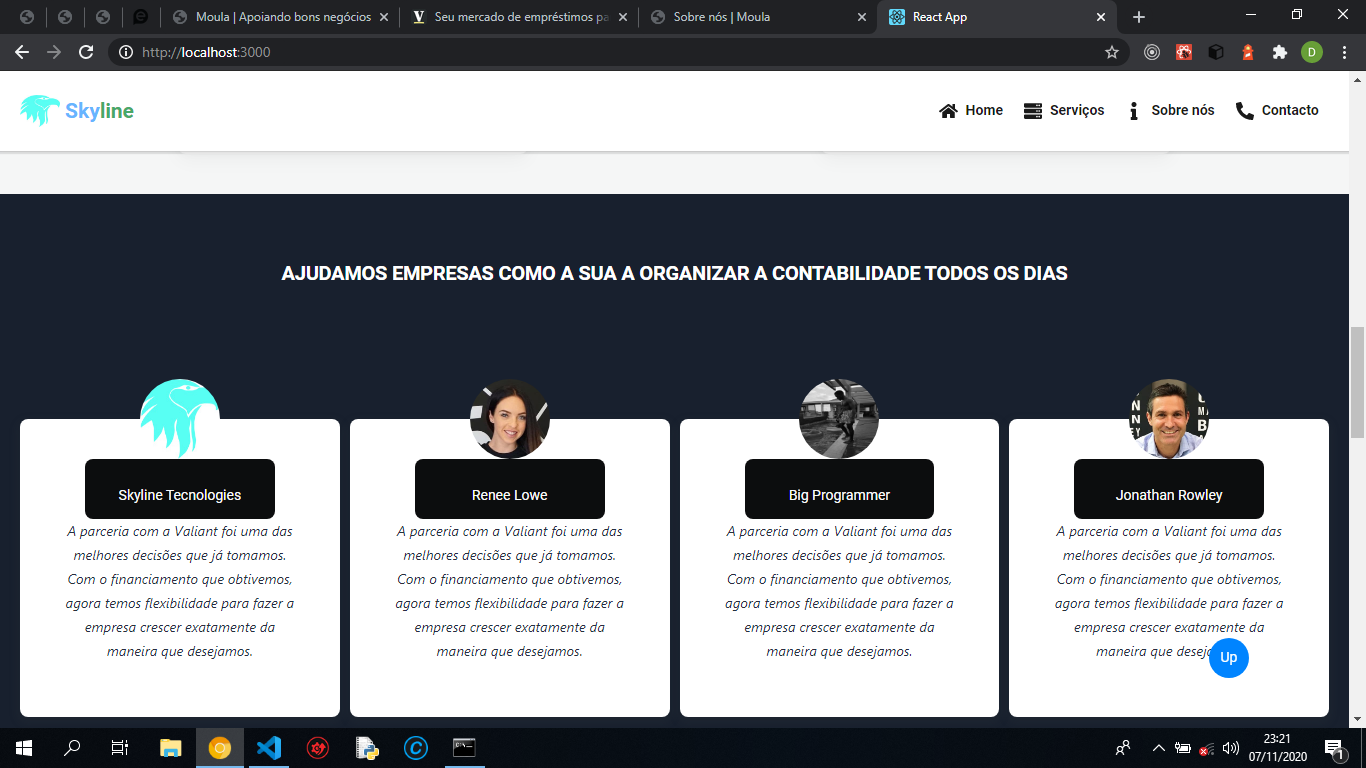 Moula | Apoiando bons negócios
Seu mercado de empréstimos pa
Sobre nós | Moula
React App
http://localhost:3000
D
Skyline
Home
Serviços
Sobre nós
Contacto
AJUDAMOS EMPRESAS COMO A SUA A ORGANIZAR A CONTABILIDADE TODOS OS DIAS
Skyline Tecnologies
A parceria com a Valiant foi uma das
melhores decisões que já tomamos.
Com o financiamento que obtivemos,
agora temos flexibilidade para fazer a
empresa crescer exatamente da
maneira que desejamos.
Renee Lowe
A parceria com a Valiant foi uma das
melhores decisões que já tomamos.
Com o financiamento que obtivemos,
agora temos flexibilidade para fazer a
empresa crescer exatamente da
maneira que desejamos.
Big Programmer
A parceria com a Valiant foi uma das
melhores decisões que já tomamos.
Com o financiamento que obtivemos,
agora temos flexibilidade para fazer a
empresa crescer exatamente da
maneira que desejamos.
Jonathan Rowley
A parceria com a Valiant foi uma das
melhores decisões que já tomamos.
Com o financiamento que obtivemos,
agora temos flexibilidade para fazer a
empresa crescer exatamente da
maneira que
Up
23:21
07/11/2020
1